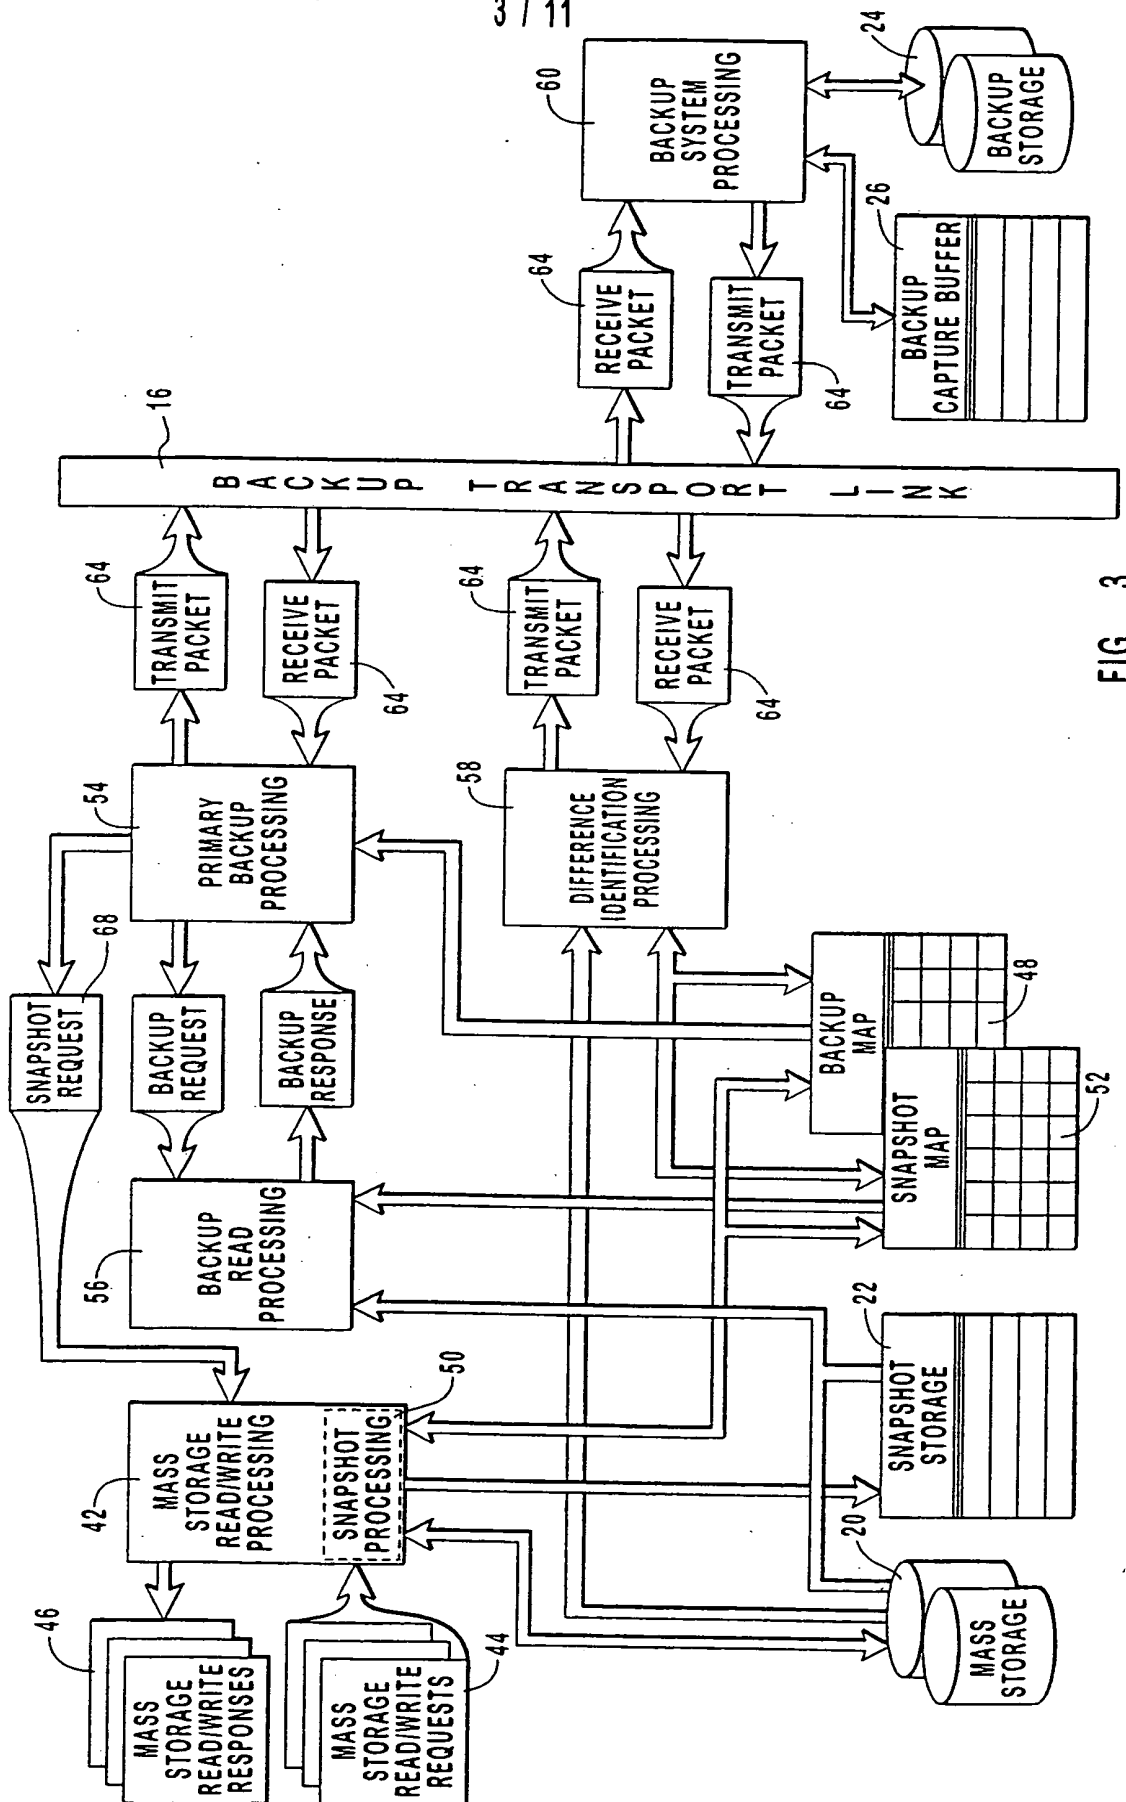 3 / 11
46
MASS
STORAGE
READ/WRITE
RESPONSES
MASS
STORAGE
READ/WRITE
REQUESTS
44
42
MASS
STORAGE
READ/WRITE
PROCESSING
SNAPSHOT
PROCESSING
50
SNAPSHOT
REQUEST
68
56
BACKUP
READ
PROCESSING
BACKUP
REQUEST
BACKUP
RESPONSE
54
PRIMARY
BACKUP
PROCESSING
64
TRANSMIT
PACKET
RECEIVE
PACKET
64
58
DIFFERENCE
IDENTIFICATION
PROCESSING
64
TRANSMIT
PACKET
RECEIVE
PACKET
64
16
BACKUP TRANSPORT LINK
64
RECEIVE
PACKET
TRANSMIT
PACKET
64
60
BACKUP
SYSTEM
PROCESSING
20
MASS
STORAGE
22
SNAPSHOT
STORAGE
SNAPSHOT
MAP
52
BACKUP
MAP
48
26
BACKUP
CAPTURE BUFFER
24
BACKUP
STORAGE
FIG. 3